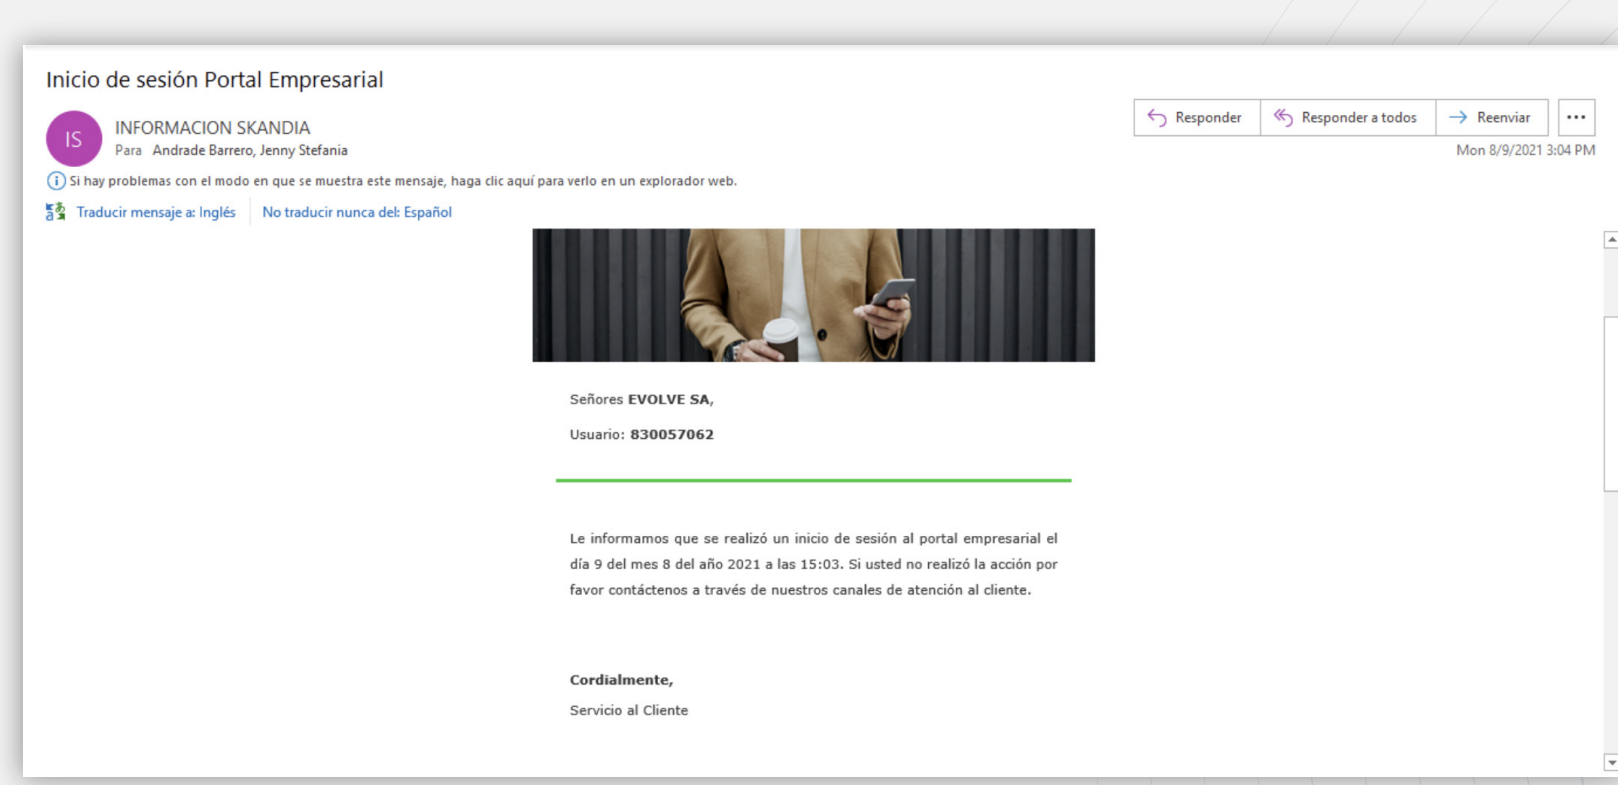 Inicio de sesión Portal Empresarial
IS
INFORMACION SKANDIA
Para Andrade Barrero, Jenny Stefania
Responder
Responder a todos
Reenviar
Mon 8/9/2021 3:04 PM
Si hay problemas con el modo en que se muestra este mensaje, haga clic aquí para verlo en un explorador web.
Traducir mensaje a: Inglés
No traducir nunca del: Español
Señores EVOLVE SA,
Usuario: 830057062
Le informamos que se realizó un inicio de sesión al portal empresarial el
día 9 del mes 8 del año 2021 a las 15:03. Si usted no realizó la acción por
favor contáctenos a través de nuestros canales de atención al cliente.
Cordialmente,
Servicio al Cliente